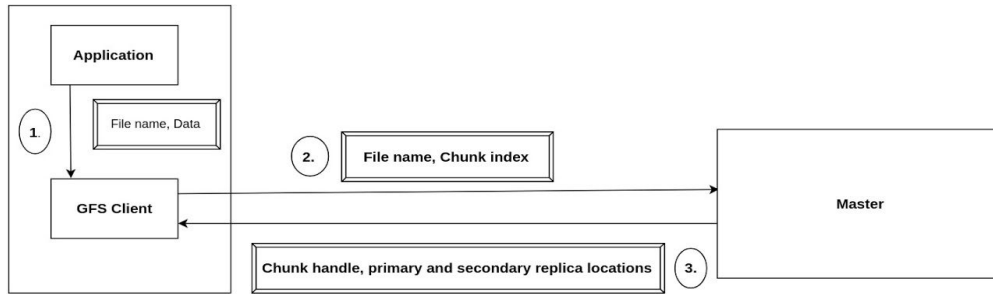 Application
1.
File name, Data
GFS Client
2.
File name, Chunk index
Master
Chunk handle, primary and secondary replica locations
3.